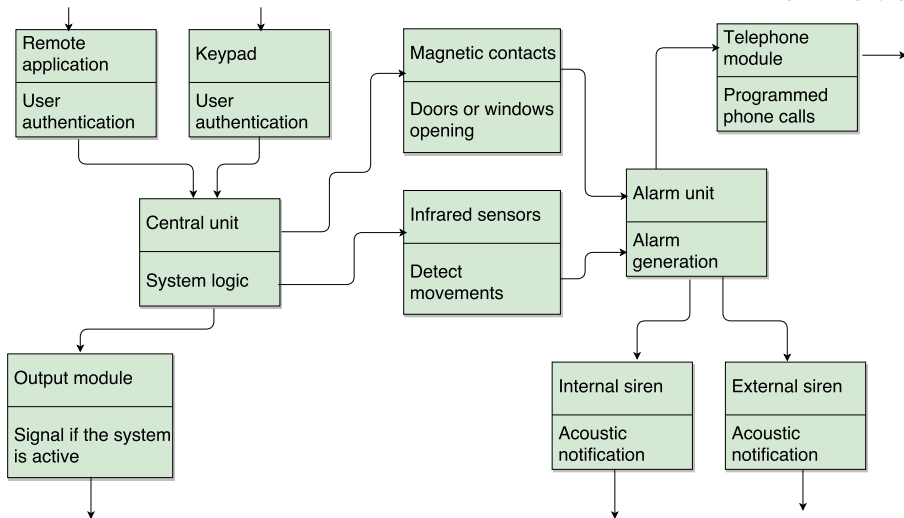 Remote
application
User
authentication
Keypad
User
authentication
Magnetic contacts
Doors or windows
opening
Telephone
module
Programmed
phone calls
Central unit
System logic
Infrared sensors
Detect
movements
Alarm unit
Alarm
generation
Output module
Signal if the system
is active
Internal siren
Acoustic
notification
External siren
Acoustic
notification